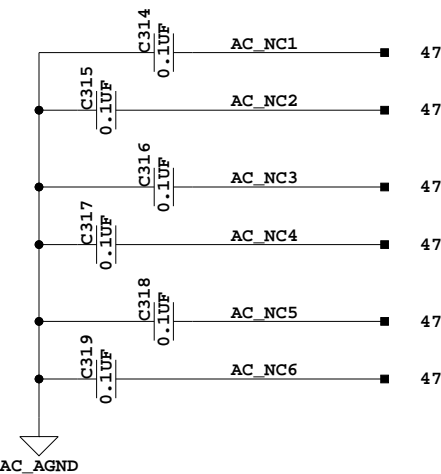 C314
0.1UF
AC_NC1
47
C315
0.1UF
AC_NC2
47
C316
0.1UF
AC_NC3
47
C317
0.1UF
AC_NC4
47
C318
0.1UF
AC_NC5
47
C319
0.1UF
AC_NC6
47
AC_AGND